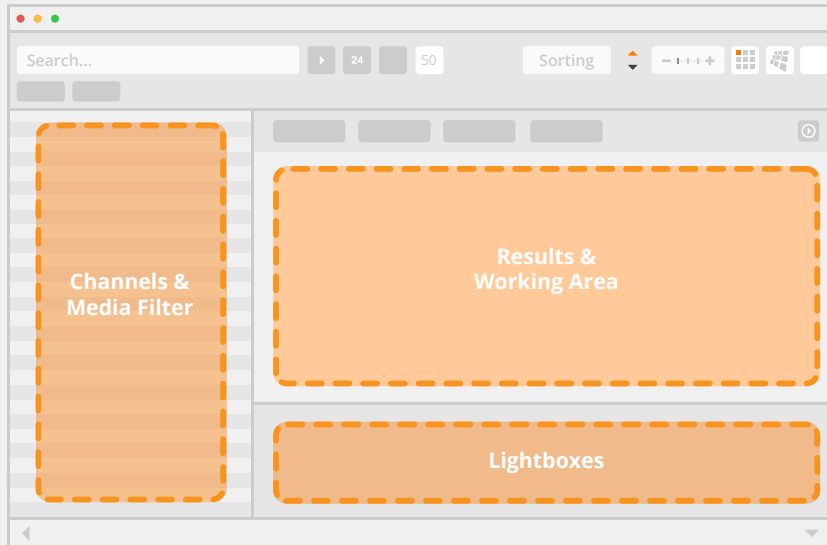 Search...
24
50
Sorting
Channels &
Media Filter
Results &
Working Area
Lightboxes